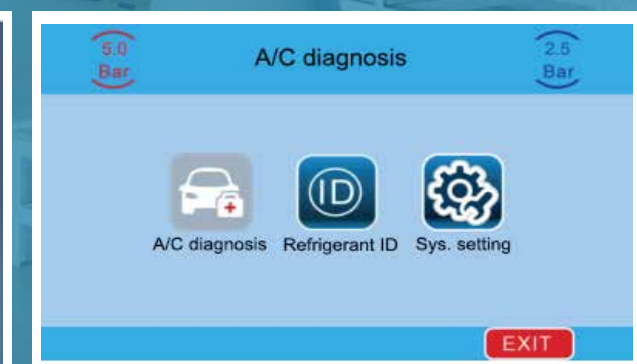 5.0
Bar
A/C diagnosis
2.5
Bar
ID
A/C diagnosis Refrigerant ID Sys. setting
EXIT